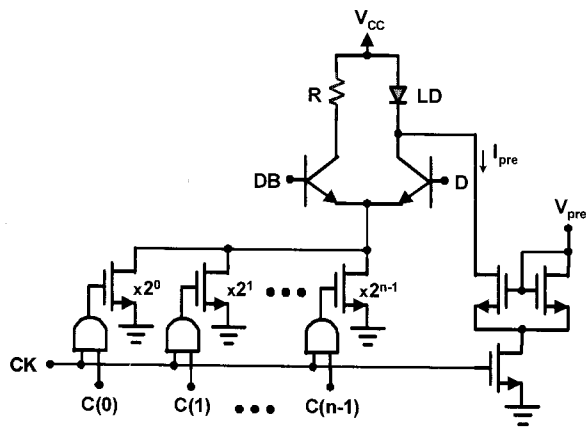 V_CC
R
LD
I_pre
DB
D
V_pre
x2^0
x2^1
x2^n-1
CK
C(0)
C(1)
C(n-1)